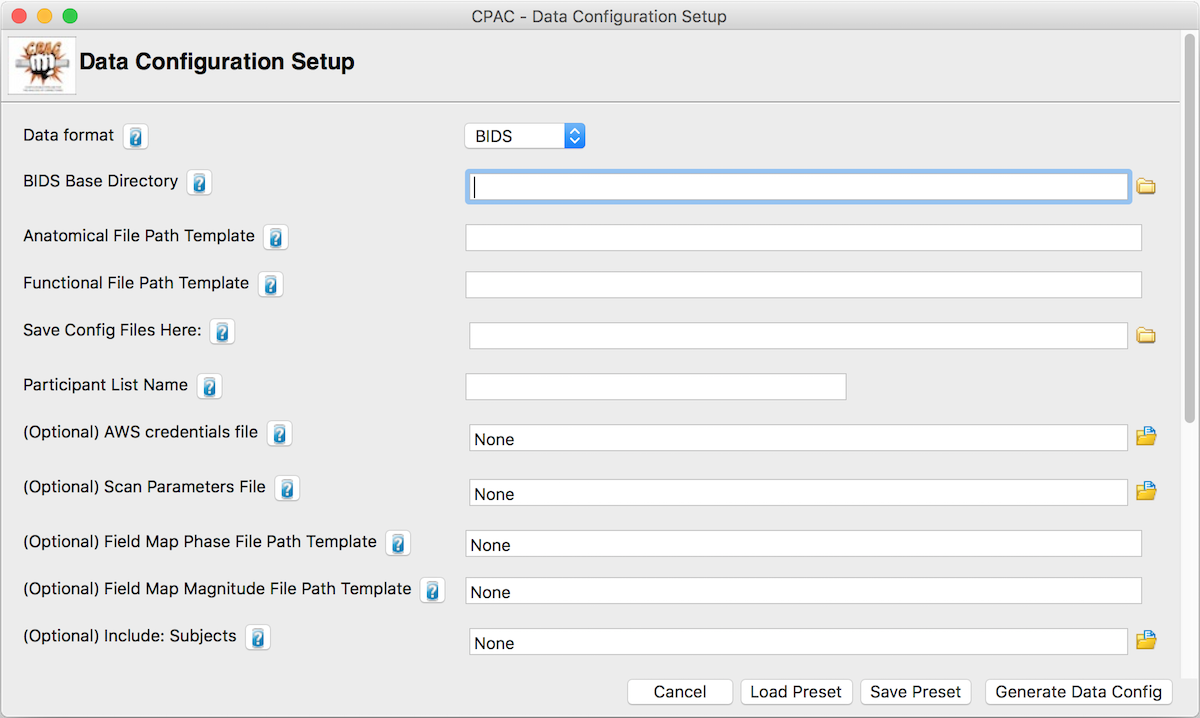 CPAC - Data Configuration Setup
CPAC
Data Configuration Setup
Data format ?
BIDS
BIDS Base Directory ?
Anatomical File Path Template ?
Functional File Path Template ?
Save Config Files Here: ?
Participant List Name ?
(Optional) AWS credentials file ?
None
(Optional) Scan Parameters File ?
None
(Optional) Field Map Phase File Path Template ?
None
(Optional) Field Map Magnitude File Path Template ?
None
(Optional) Include: Subjects ?
None
Cancel
Load Preset
Save Preset
Generate Data Config